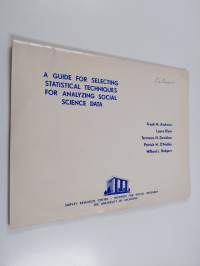 A GUIDE FOR SELECTING
STATISTICAL TECHNIQUES
FOR ANALYZING SOCIAL
SCIENCE DATA
Frank M. Andrews
Laura Klem
Terrence N. Davidson
Patrick M. O'Malley
Willard L. Rodgers
SURVEY RESEARCH CENTER • INSTITUTE FOR SOCIAL RESEARCH
THE UNIVERSITY OF MICHIGAN